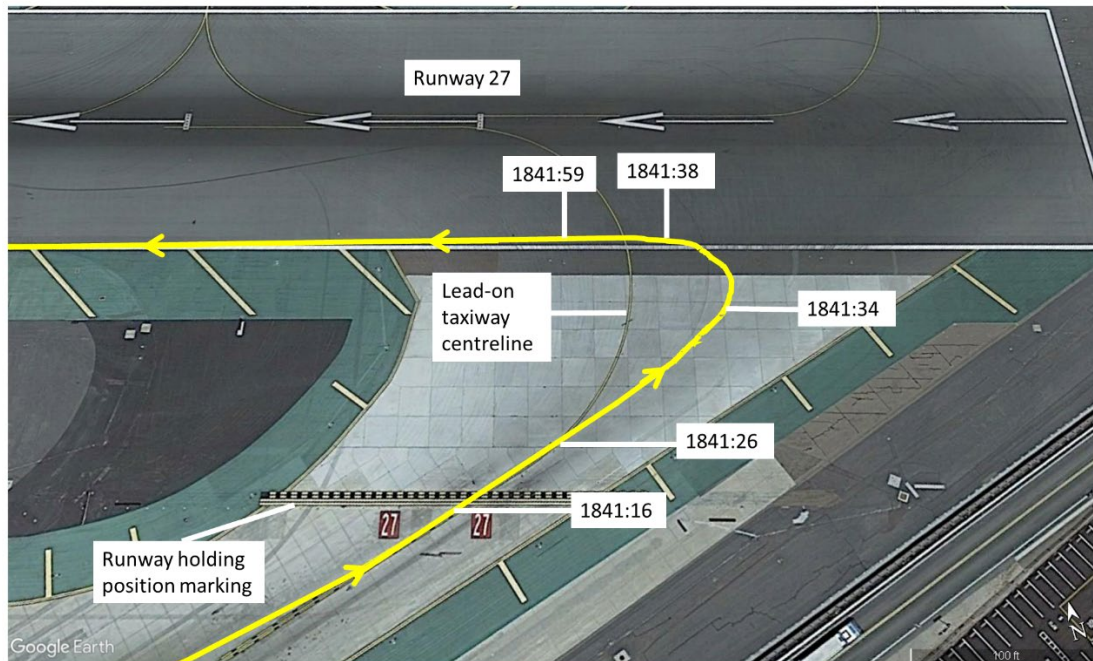 Runway 27
1841:59
1841:38
Lead-on
taxiway
centreline
1841:34
1841:26
1841:16
27
27
Runway holding
position marking
Google Earth
100 ft
N